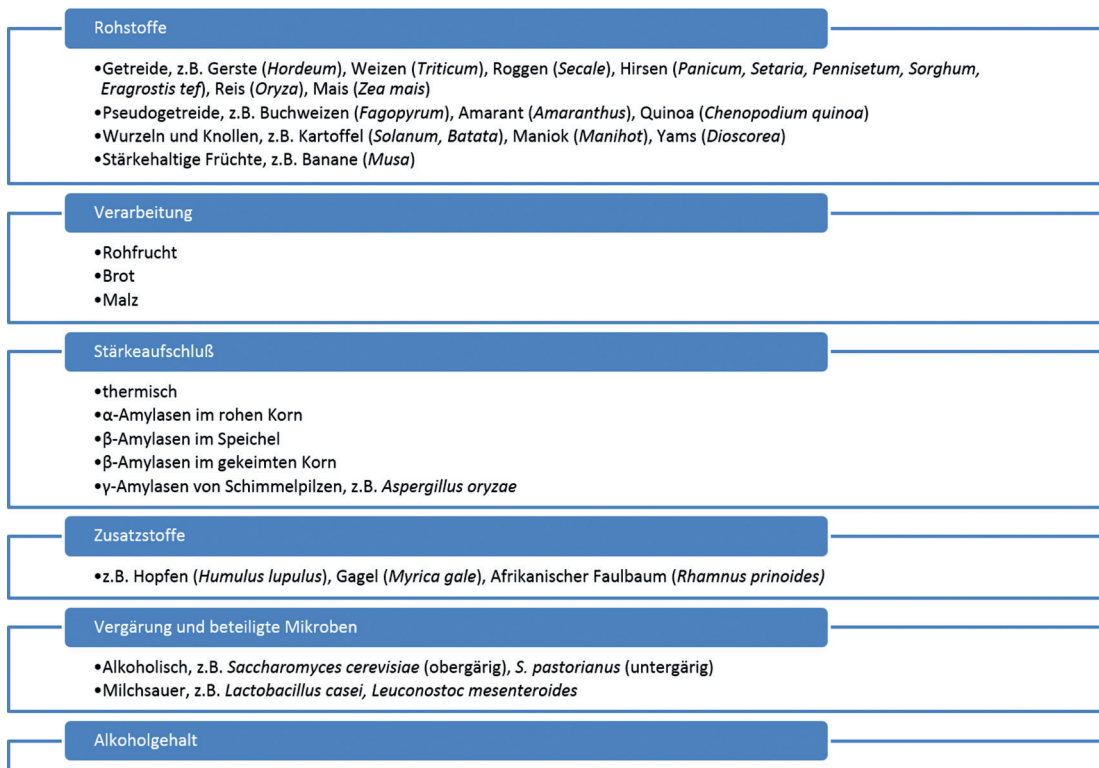 Rohstoffe
•Getreide, z.B. Gerste (Hordeum), Weizen (Triticum), Roggen (Secale), Hirsen (Panicum, Setaria, Pennisetum, Sorghum,
Eragrostis tef), Reis (Oryza), Mais (Zea mais)
•Pseudogetreide, z.B. Buchweizen (Fagopyrum), Amarant (Amaranthus), Quinoa (Chenopodium quinoa)
•Wurzeln und Knollen, z.B. Kartoffel (Solanum, Batata), Maniok (Manihot), Yams (Dioscorea)
•Stärkehaltige Früchte, z.B. Banane (Musa)
Verarbeitung
•Rohfrucht
•Brot
•Malz
Stärkeaufschluß
•thermisch
•α-Amylasen im rohen Korn
•β-Amylasen im Speichel
•β-Amylasen im gekeimten Korn
•γ-Amylasen von Schimmelpilzen, z.B. Aspergillus oryzae
Zusatzstoffe
•z.B. Hopfen (Humulus lupulus), Gagel (Myrica gale), Afrikanischer Faulbaum (Rhamnus prinoides)
Vergärung und beteiligte Mikroben
•Alkoholisch, z.B. Saccharomyces cerevisiae (obergärig), S. pastorianus (untergärig)
•Milchsauer, z.B. Lactobacillus casei, Leuconostoc mesenteroides
Alkoholgehalt